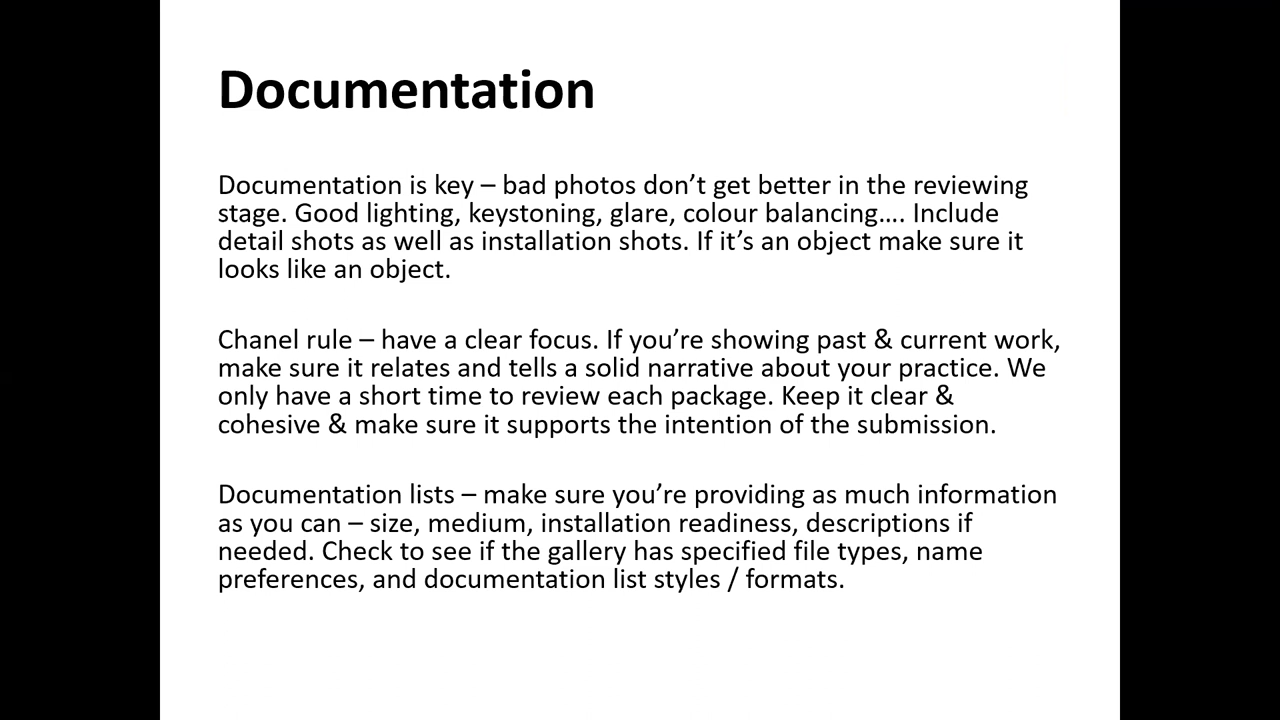 Documentation
Documentation is key – bad photos don’t get better in the reviewing
stage. Good lighting, keystoning, glare, colour balancing…. Include
detail shots as well as installation shots. If it’s an object make sure it
looks like an object.
Chanel rule – have a clear focus. If you’re showing past & current work,
make sure it relates and tells a solid narrative about your practice. We
only have a short time to review each package. Keep it clear &
cohesive & make sure it supports the intention of the submission.
Documentation lists – make sure you’re providing as much information
as you can – size, medium, installation readiness, descriptions if
needed. Check to see if the gallery has specified file types, name
preferences, and documentation list styles / formats.